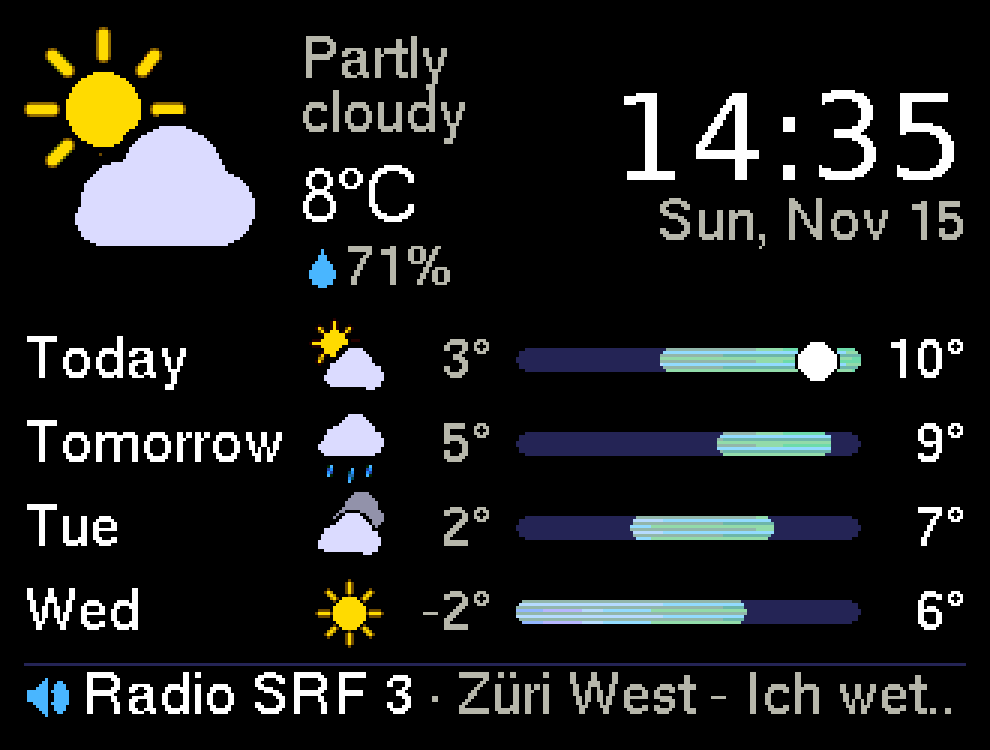 Partly
cloudy
8°C
71%
14:35
Sun, Nov 15
Today 3° 10°
Tomorrow 5° 9°
Tue 2° 7°
Wed -2° 6°
Radio SRF 3 · Züri West - Ich wet..